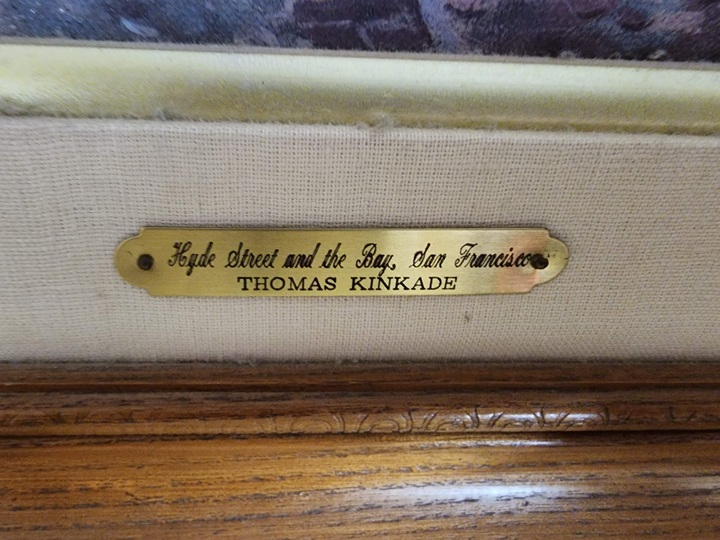 Hyde Street and the Bay, San Francisco
THOMAS KINKADE